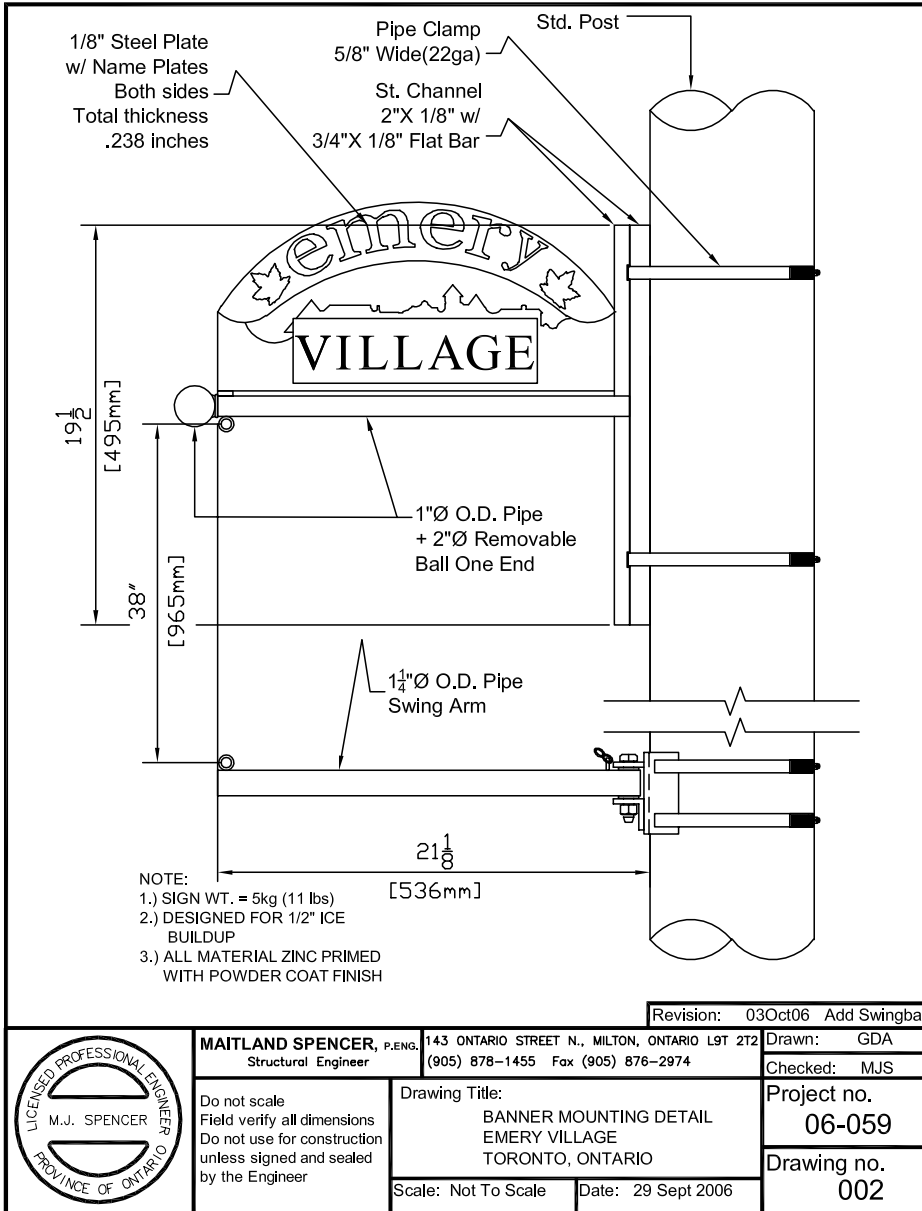 1/8" Steel Plate
w/ Name Plates
Both sides
Total thickness
.238 inches
Pipe Clamp
5/8" Wide(22ga)
St. Channel
2"X 1/8" w/
3/4"X 1/8" Flat Bar
Std. Post
emery
VILLAGE
19 1/2
[495mm]
38"
[965mm]
1"Ø O.D. Pipe
+ 2"Ø Removable
Ball One End
1 1/4"Ø O.D. Pipe
Swing Arm
21 1/8
[536mm]
NOTE:
1.) SIGN WT. = 5kg (11 lbs)
2.) DESIGNED FOR 1/2" ICE
BUILDUP
3.) ALL MATERIAL ZINC PRIMED
WITH POWDER COAT FINISH
Revision: 03Oct06 Add Swingba
LICENSED PROFESSIONAL ENGINEER
M.J. SPENCER
PROVINCE OF ONTARIO
MAITLAND SPENCER, P.ENG.
Structural Engineer
143 ONTARIO STREET N., MILTON, ONTARIO L9T 2T2
(905) 878-1455 Fax (905) 876-2974
Drawn: GDA
Checked: MJS
Do not scale
Field verify all dimensions
Do not use for construction
unless signed and sealed
by the Engineer
Drawing Title:
BANNER MOUNTING DETAIL
EMERY VILLAGE
TORONTO, ONTARIO
Scale: Not To Scale
Date: 29 Sept 2006
Project no.
06-059
Drawing no.
002